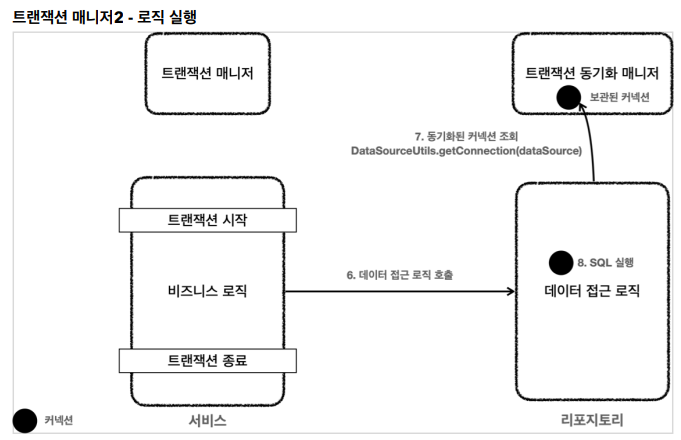 트랜잭션 매니저2 - 로직 실행
트랜잭션 매니저
트랜잭션 동기화 매니저
보관된 커넥션
7. 동기화된 커넥션 조회
DataSourceUtils.getConnection(dataSource)
트랜잭션 시작
6. 데이터 접근 로직 호출
8. SQL 실행
비즈니스 로직
데이터 접근 로직
트랜잭션 종료
커넥션
서비스
리포지토리